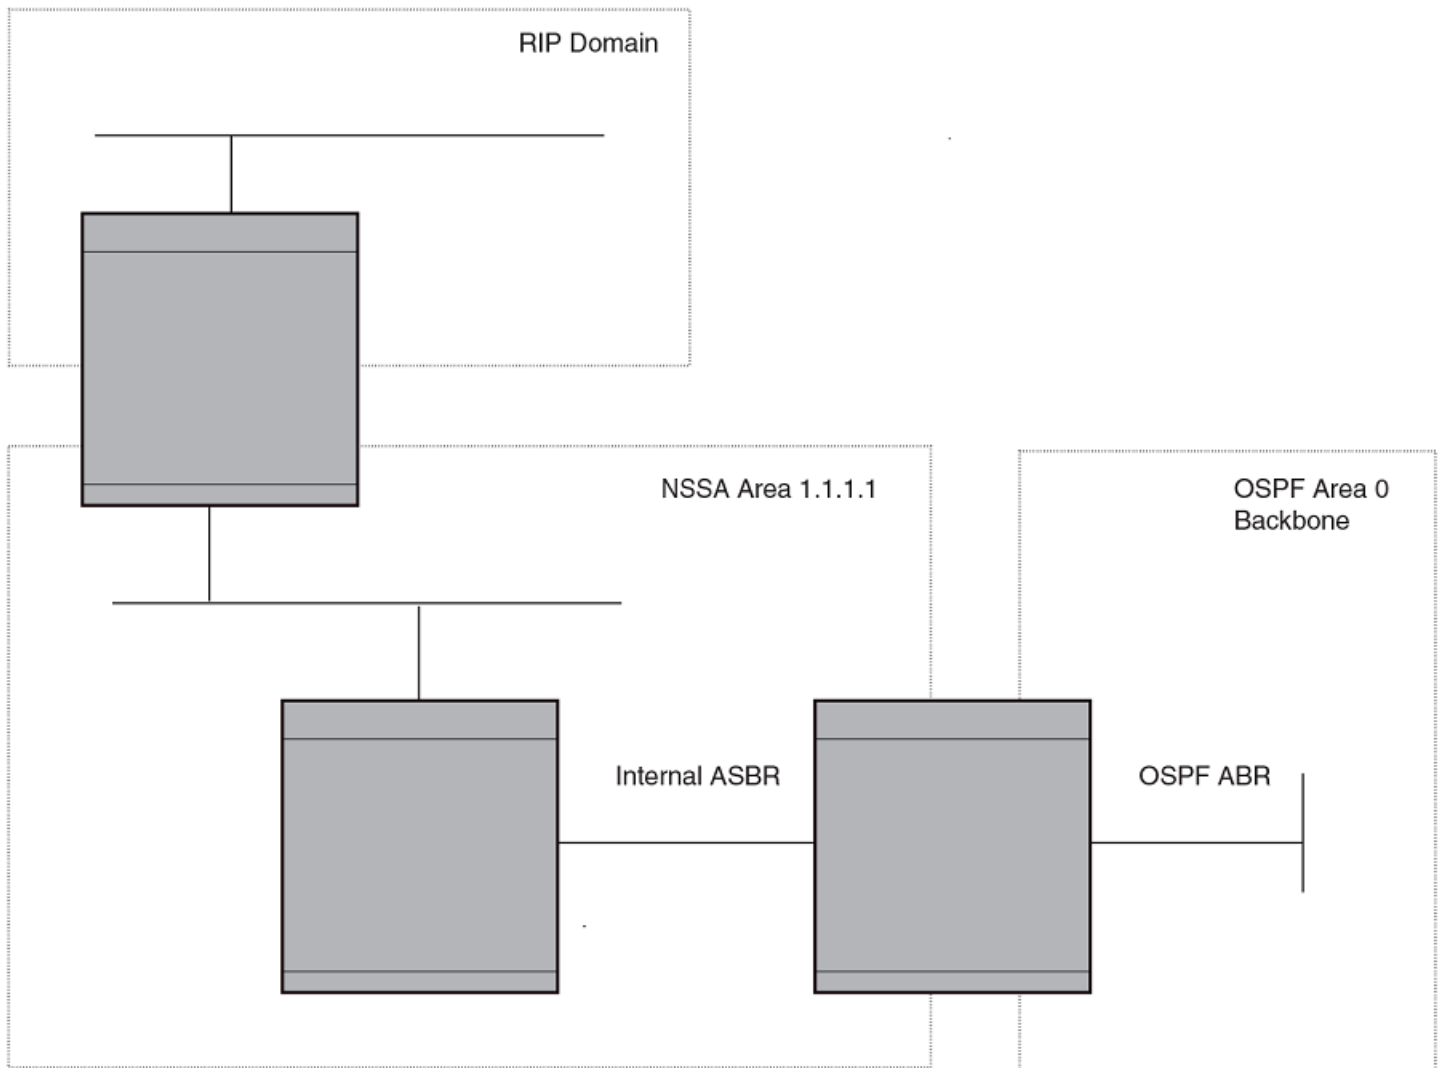 RIP Domain
NSSA Area 1.1.1.1
OSPF Area 0
Backbone
Internal ASBR
OSPF ABR